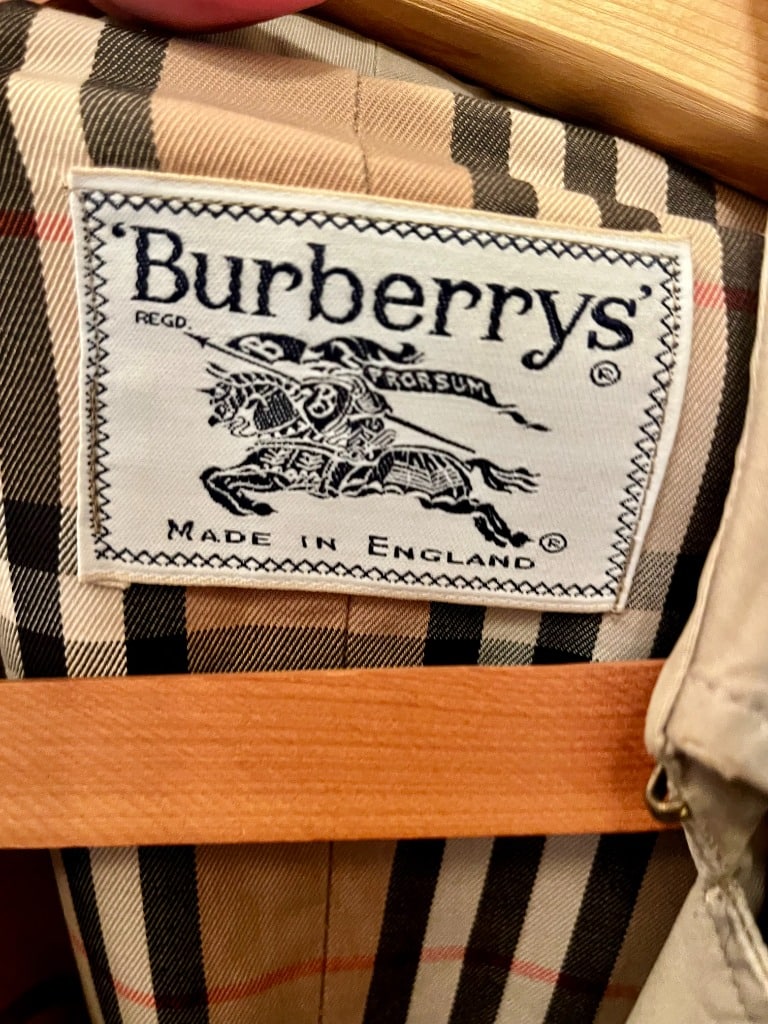 'Burberrys'
REGD.
®
B
PRORSUM
B
MADE IN ENGLAND ®